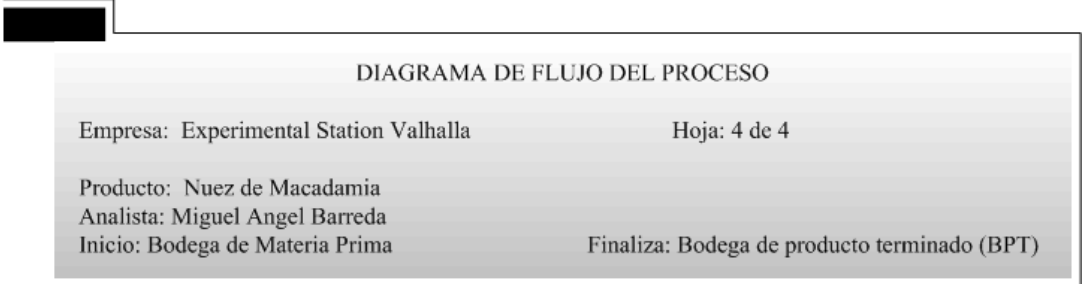 DIAGRAMA DE FLUJO DEL PROCESO
Empresa: Experimental Station Valhalla Hoja: 4 de 4
Producto: Nuez de Macadamia
Analista: Miguel Angel Barreda
Inicio: Bodega de Materia Prima Finaliza: Bodega de producto terminado (BPT)